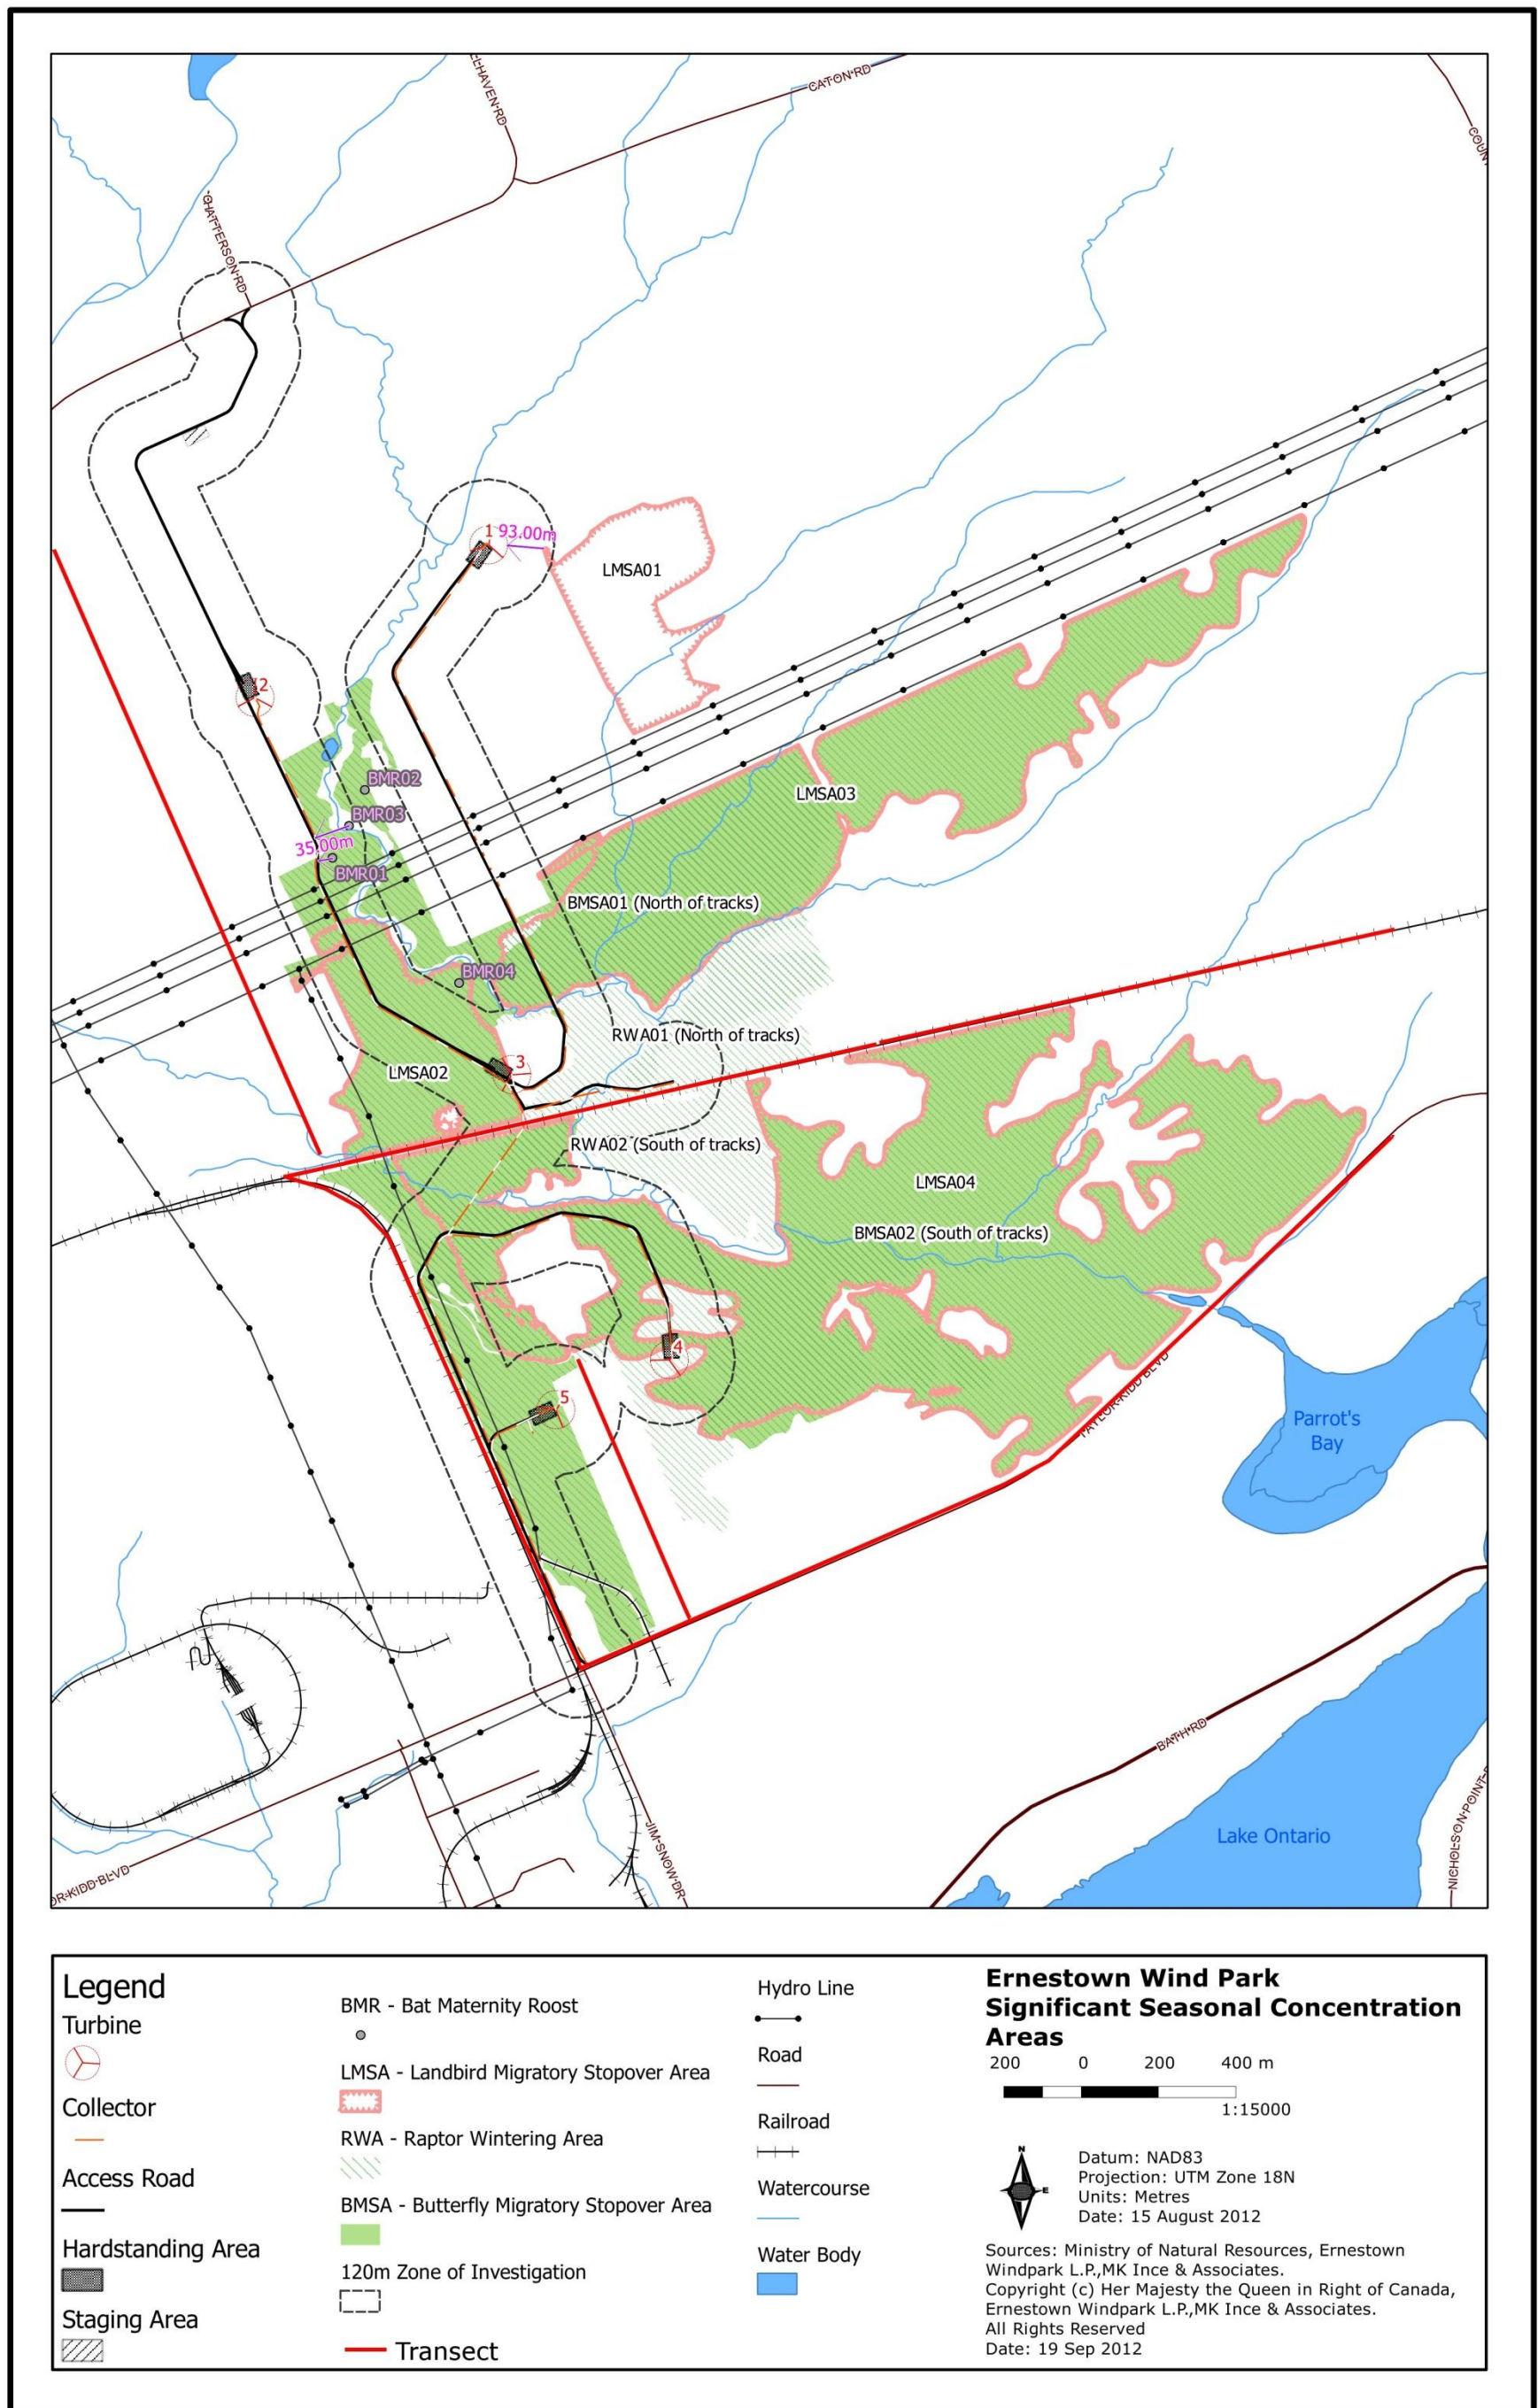 CATON RD
CHATTERSON RD
1
93.00m
LMSA01
2
BMR02
BMR03
35.00m
BMR01
LMSA03
BMSA01 (North of tracks)
BMR04
RWA01 (North of tracks)
3
LMSA02
RWA02 (South of tracks)
LMSA04
BMSA02 (South of tracks)
4
5
TAYLOR-KIDD BLVD
Parrot's
Bay
BATH RD
Lake Ontario
JIM SNOW DR
OR-KIDD BLVD
NICHOLSON POINT
Legend
Turbine
Collector
Access Road
Hardstanding Area
Staging Area
BMR - Bat Maternity Roost
LMSA - Landbird Migratory Stopover Area
RWA - Raptor Wintering Area
BMSA - Butterfly Migratory Stopover Area
120m Zone of Investigation
Transect
Hydro Line
Road
Railroad
Watercourse
Water Body
Ernestown Wind Park
Significant Seasonal Concentration
Areas
200 0 200 400 m
1:15000
N
E
Datum: NAD83
Projection: UTM Zone 18N
Units: Metres
Date: 15 August 2012
Sources: Ministry of Natural Resources, Ernestown
Windpark L.P.,MK Ince & Associates.
Copyright (c) Her Majesty the Queen in Right of Canada,
Ernestown Windpark L.P.,MK Ince & Associates.
All Rights Reserved
Date: 19 Sep 2012